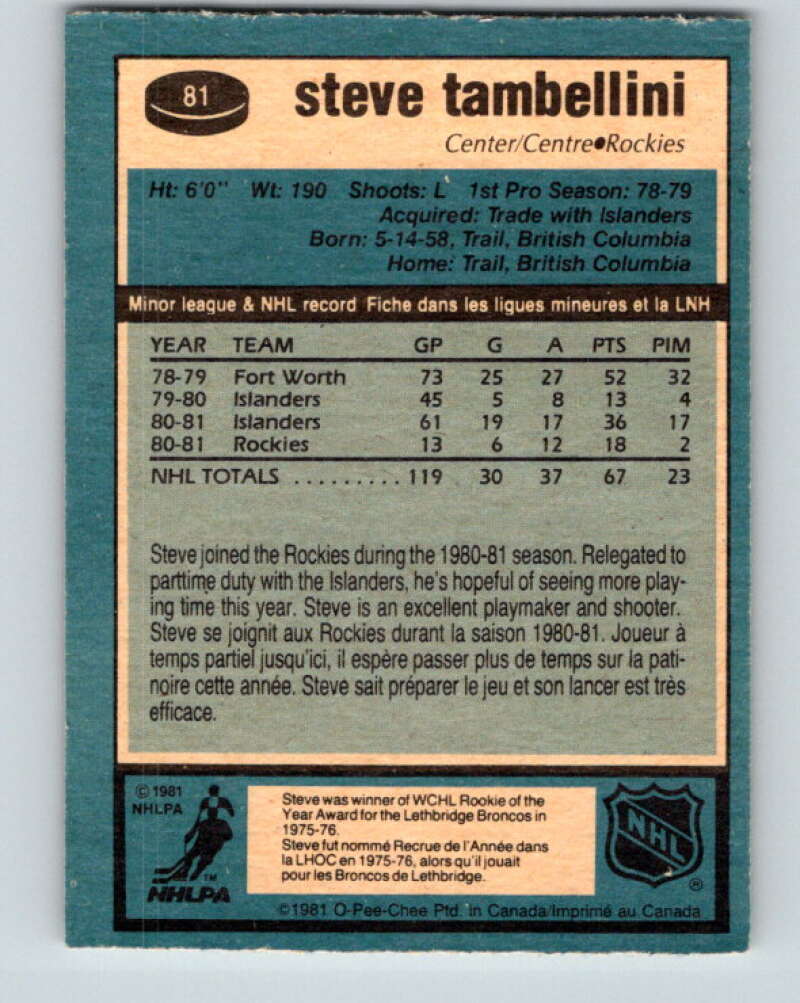 81
steve tambellini
Center/Centre•Rockies
Ht: 6'0" Wt: 190 Shoots: L 1st Pro Season: 78-79
Acquired: Trade with Islanders
Born: 5-14-58, Trail, British Columbia
Home: Trail, British Columbia
Minor league & NHL record Fiche dans les ligues mineures et la LNH
YEAR TEAM GP G A PTS PIM
78-79 Fort Worth 73 25 27 52 32
79-80 Islanders 45 5 8 13 4
80-81 Islanders 61 19 17 36 17
80-81 Rockies 13 6 12 18 2
NHL TOTALS ......... 119 30 37 67 23
Steve joined the Rockies during the 1980-81 season. Relegated to
parttime duty with the Islanders, he's hopeful of seeing more play-
ing time this year. Steve is an excellent playmaker and shooter.
Steve se joignit aux Rockies durant la saison 1980-81. Joueur à
temps partiel jusqu'ici, il espère passer plus de temps sur la pati-
noire cette année. Steve sait préparer le jeu et son lancer est très
efficace.
© 1981
NHLPA
TM
NHLPA
Steve was winner of WCHL Rookie of the
Year Award for the Lethbridge Broncos in
1975-76.
Steve fut nommé Recrue de l'Année dans
la LHOC en 1975-76, alors qu'il jouait
pour les Broncos de Lethbridge.
NHL
®
©1981 O-Pee-Chee Ptd. in Canada/Imprimé au Canada